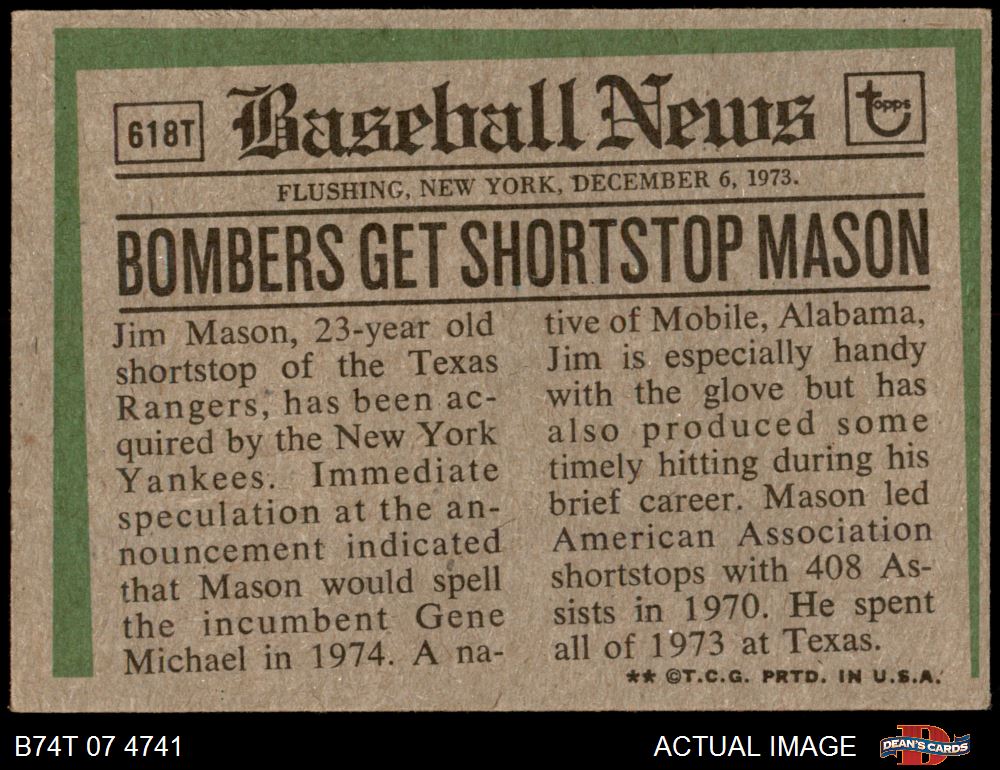 618T
Baseball News
topps
FLUSHING, NEW YORK, DECEMBER 6, 1973.
BOMBERS GET SHORTSTOP MASON
Jim Mason, 23-year old
shortstop of the Texas
Rangers, has been ac-
quired by the New York
Yankees. Immediate
speculation at the an-
nouncement indicated
that Mason would spell
the incumbent Gene
Michael in 1974. A na-
tive of Mobile, Alabama,
Jim is especially handy
with the glove but has
also produced some
timely hitting during his
brief career. Mason led
American Association
shortstops with 408 As-
sists in 1970. He spent
all of 1973 at Texas.
** ©T.C.G. PRTD. IN U.S.A.
B74T 07 4741
ACTUAL IMAGE
D
DEAN'S CARDS